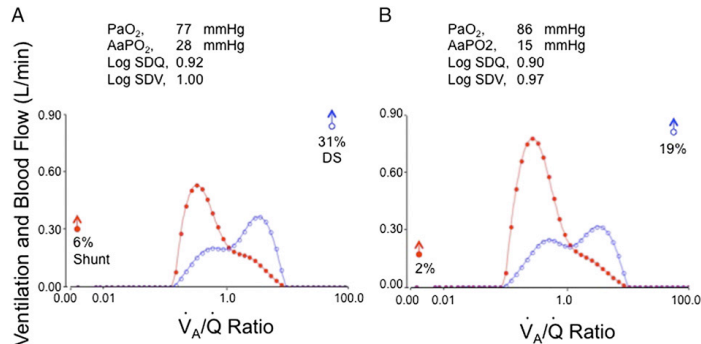 A
PaO2, 77 mmHg
AaPO2, 28 mmHg
Log SDQ, 0.92
Log SDV, 1.00
Ventilation and Blood Flow (L/min)
0.90
0.60
0.30
0.00
31%
DS
6%
Shunt
0.00 0.01 1.0 100.0
V̇A/Q̇ Ratio
B
PaO2, 86 mmHg
AaPO2, 15 mmHg
Log SDQ, 0.90
Log SDV, 0.97
0.90
0.60
0.30
0.00
19%
2%
0.00 0.01 1.0 100.0
V̇A/Q̇ Ratio